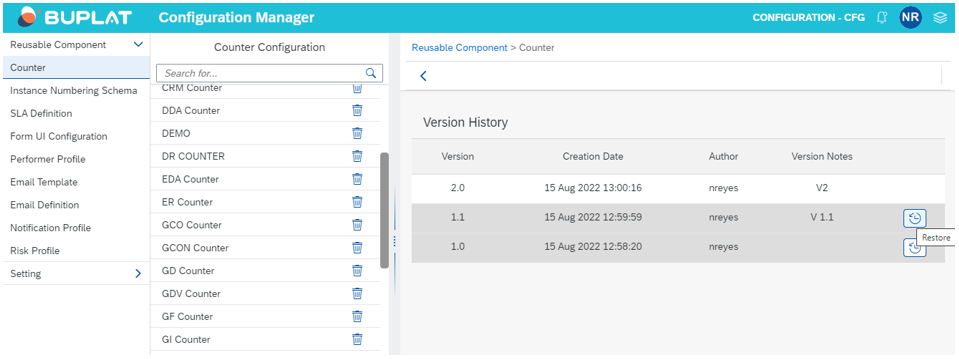 BUPLAT Configuration Manager CONFIGURATION - CFG NR
Reusable Component
Counter
Instance Numbering Schema
SLA Definition
Form UI Configuration
Performer Profile
Email Template
Email Definition
Notification Profile
Risk Profile
Setting
Counter Configuration
Search for...
CRM Counter
DDA Counter
DEMO
DR COUNTER
EDA Counter
ER Counter
GCO Counter
GCON Counter
GD Counter
GDV Counter
GF Counter
GI Counter
Reusable Component > Counter
Version History
Version Creation Date Author Version Notes
2.0 15 Aug 2022 13:00:16 nreyes V2
1.1 15 Aug 2022 12:59:59 nreyes V 1.1
Restore
1.0 15 Aug 2022 12:58:20 nreyes